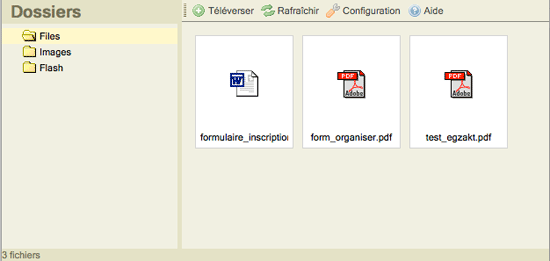 Dossiers
Files
Images
Flash
Téléverser Rafraîchir Configuration Aide
W PDF Adobe PDF Adobe
formulaire_inscription form_organiser.pdf test_egzakt.pdf
3 fichiers